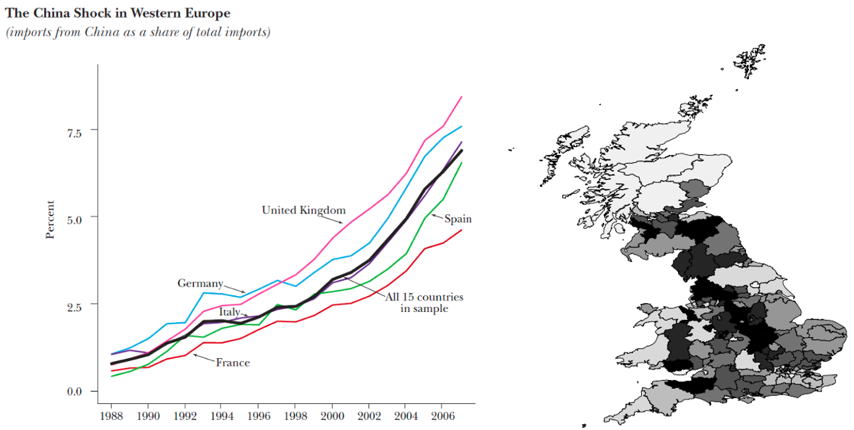 The China Shock in Western Europe
(imports from China as a share of total imports)
7.5
5.0
2.5
0.0
Percent
United Kingdom
Spain
Germany
Italy
All 15 countries
in sample
France
1988 1990 1992 1994 1996 1998 2000 2002 2004 2006